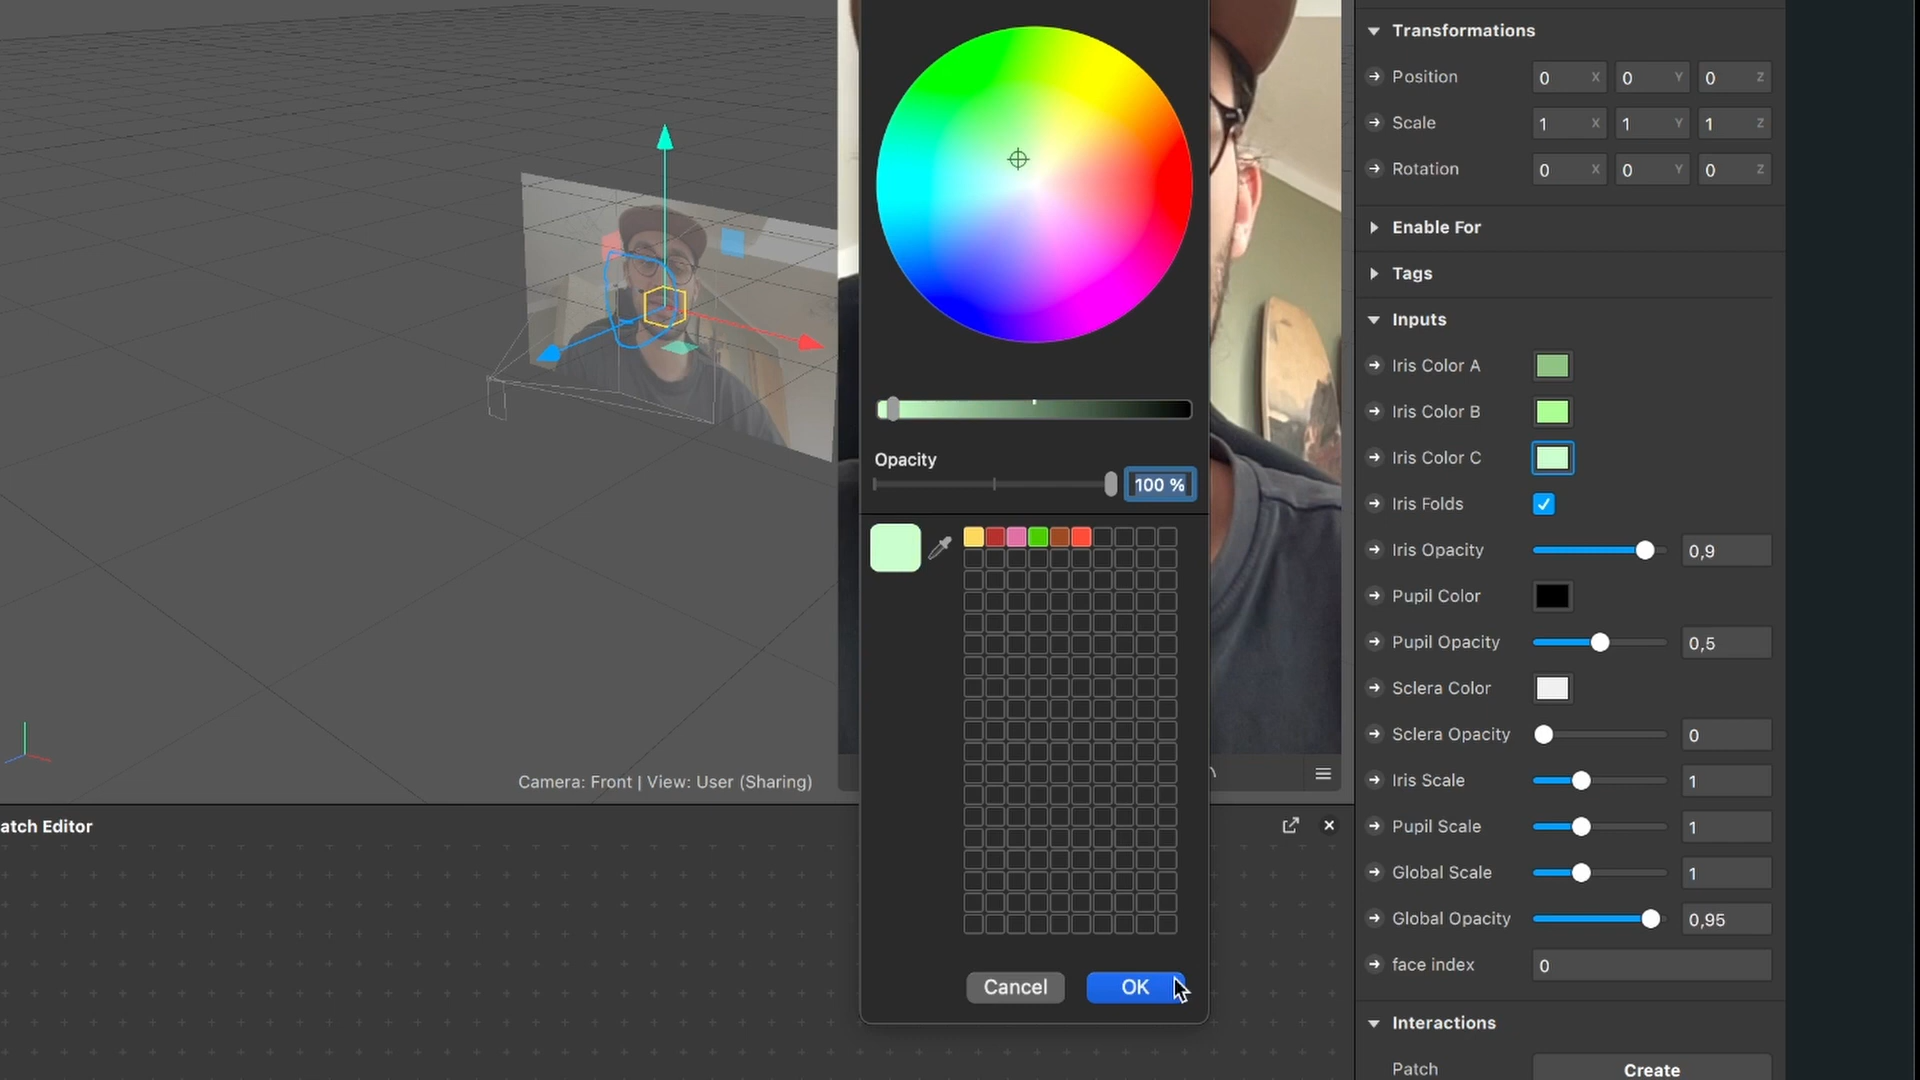 Transformations
Position 0 X 0 Y 0 Z
Scale 1 X 1 Y 1 Z
Rotation 0 X 0 Y 0 Z
Enable For
Tags
Inputs
Iris Color A
Iris Color B
Iris Color C
Iris Folds
Iris Opacity 0,9
Pupil Color
Pupil Opacity 0,5
Sclera Color
Sclera Opacity 0
Iris Scale 1
Pupil Scale 1
Global Scale 1
Global Opacity 0,95
face index 0
Interactions
Patch Create
Opacity
100 %
Cancel OK
Camera: Front | View: User (Sharing)
atch Editor